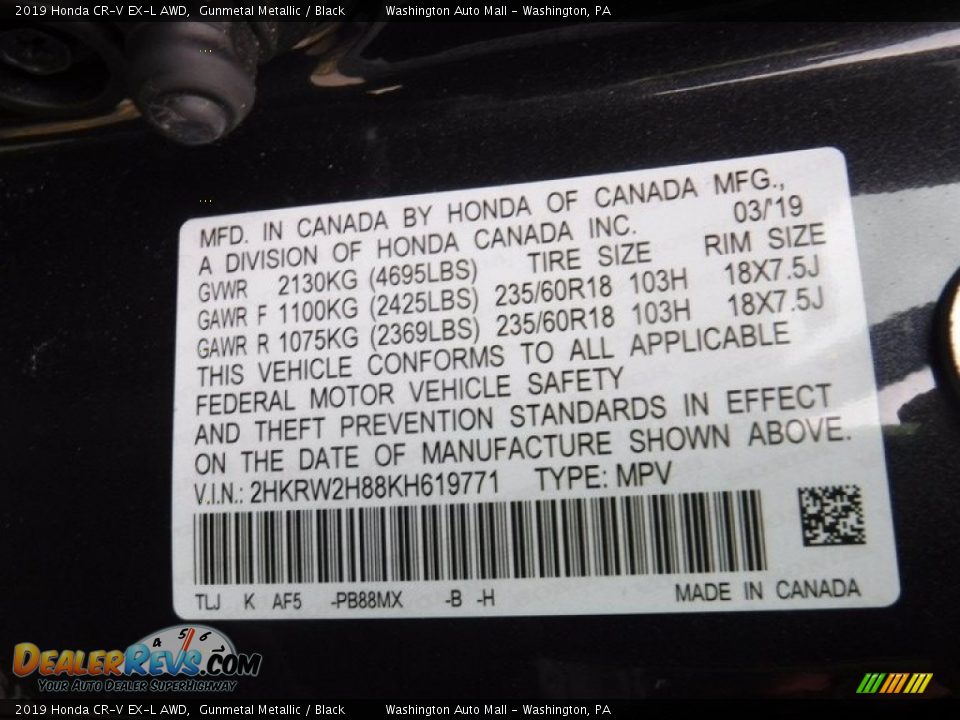 2019 Honda CR-V EX-L AWD, Gunmetal Metallic / Black Washington Auto Mall - Washington, PA
MFD. IN CANADA BY HONDA OF CANADA MFG.,
A DIVISION OF HONDA CANADA INC. 03/'19
GVWR 2130KG (4695LBS) TIRE SIZE RIM SIZE
GAWR F 1100KG (2425LBS) 235/60R18 103H 18X7.5J
GAWR R 1075KG (2369LBS) 235/60R18 103H 18X7.5J
THIS VEHICLE CONFORMS TO ALL APPLICABLE
FEDERAL MOTOR VEHICLE SAFETY
AND THEFT PREVENTION STANDARDS IN EFFECT
ON THE DATE OF MANUFACTURE SHOWN ABOVE.
V.I.N.: 2HKRW2H88KH619771 TYPE: MPV
TLJ K AF5 -PB88MX -B -H MADE IN CANADA
4 5 6
DEALERREVS.COM
YOUR AUTO DEALER SUPERHIGHWAY
2019 Honda CR-V EX-L AWD, Gunmetal Metallic / Black Washington Auto Mall - Washington, PA